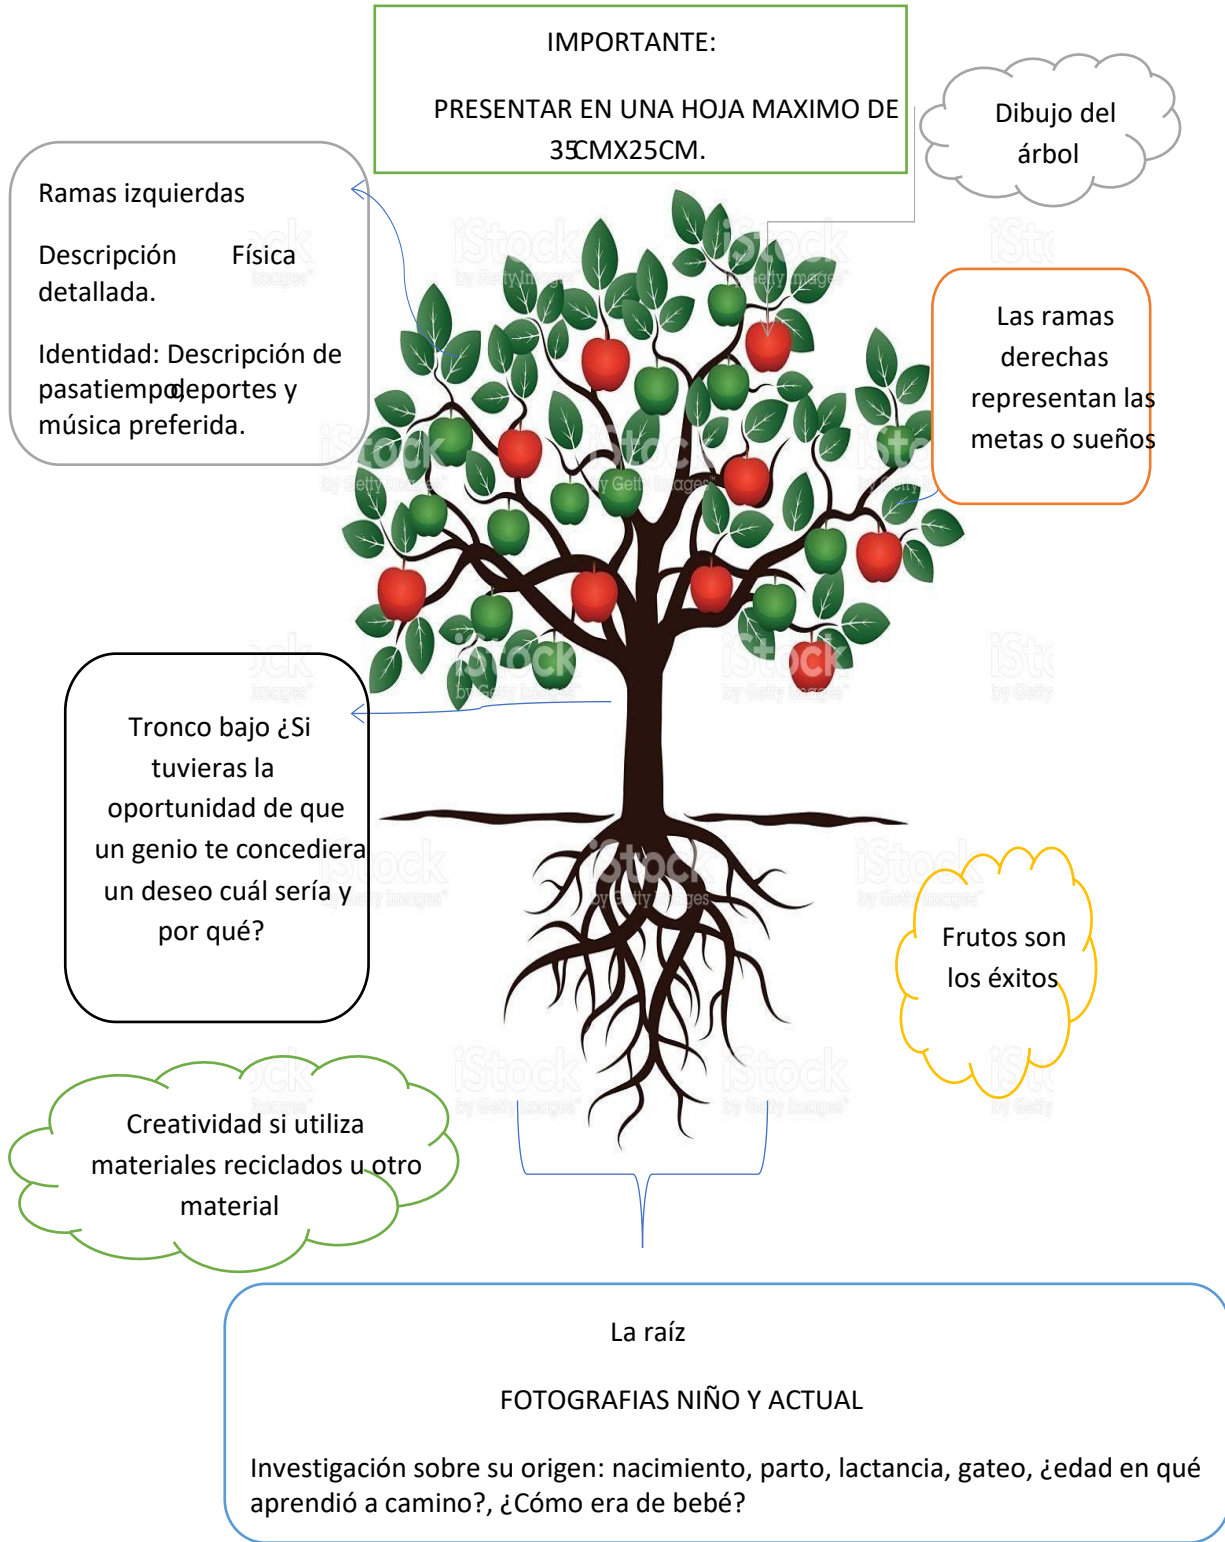 IMPORTANTE:
PRESENTAR EN UNA HOJA MAXIMO DE
35CMX25CM.
Dibujo del
árbol
Ramas izquierdas
Descripción Física
detallada.
Identidad: Descripción de
pasatiempo,deportes y
música preferida.
Las ramas
derechas
representan las
metas o sueños
Tronco bajo ¿Si
tuvieras la
oportunidad de que
un genio te concediera
un deseo cuál sería y
por qué?
Frutos son
los éxitos
Creatividad si utiliza
materiales reciclados u otro
material
La raíz
FOTOGRAFIAS NIÑO Y ACTUAL
Investigación sobre su origen: nacimiento, parto, lactancia, gateo, ¿edad en qué
aprendió a camino?, ¿Cómo era de bebé?
iStock
by Getty Images™